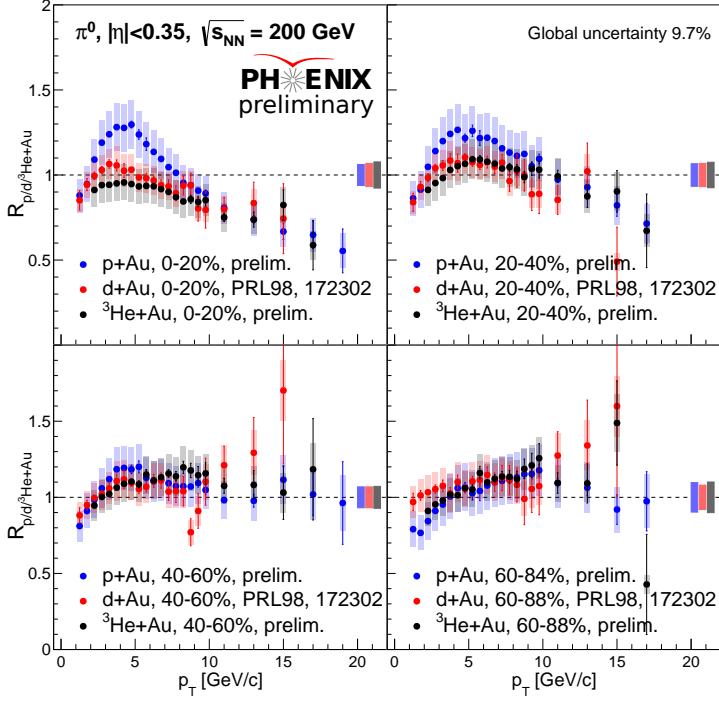 π⁰, |η|<0.35, √s_NN = 200 GeV
PHENIX
preliminary
Global uncertainty 9.7%
R_p/d/³He+Au
2
1.5
1
0.5
0
p+Au, 0-20%, prelim.
d+Au, 0-20%, PRL98, 172302
³He+Au, 0-20%, prelim.
p+Au, 20-40%, prelim.
d+Au, 20-40%, PRL98, 172302
³He+Au, 20-40%, prelim.
R_p/d/³He+Au
1.5
1
0.5
0
p+Au, 40-60%, prelim.
d+Au, 40-60%, PRL98, 172302
³He+Au, 40-60%, prelim.
p+Au, 60-84%, prelim.
d+Au, 60-88%, PRL98, 172302
³He+Au, 60-88%, prelim.
0 5 10 15 20
0 5 10 15 20
p_T [GeV/c]
p_T [GeV/c]